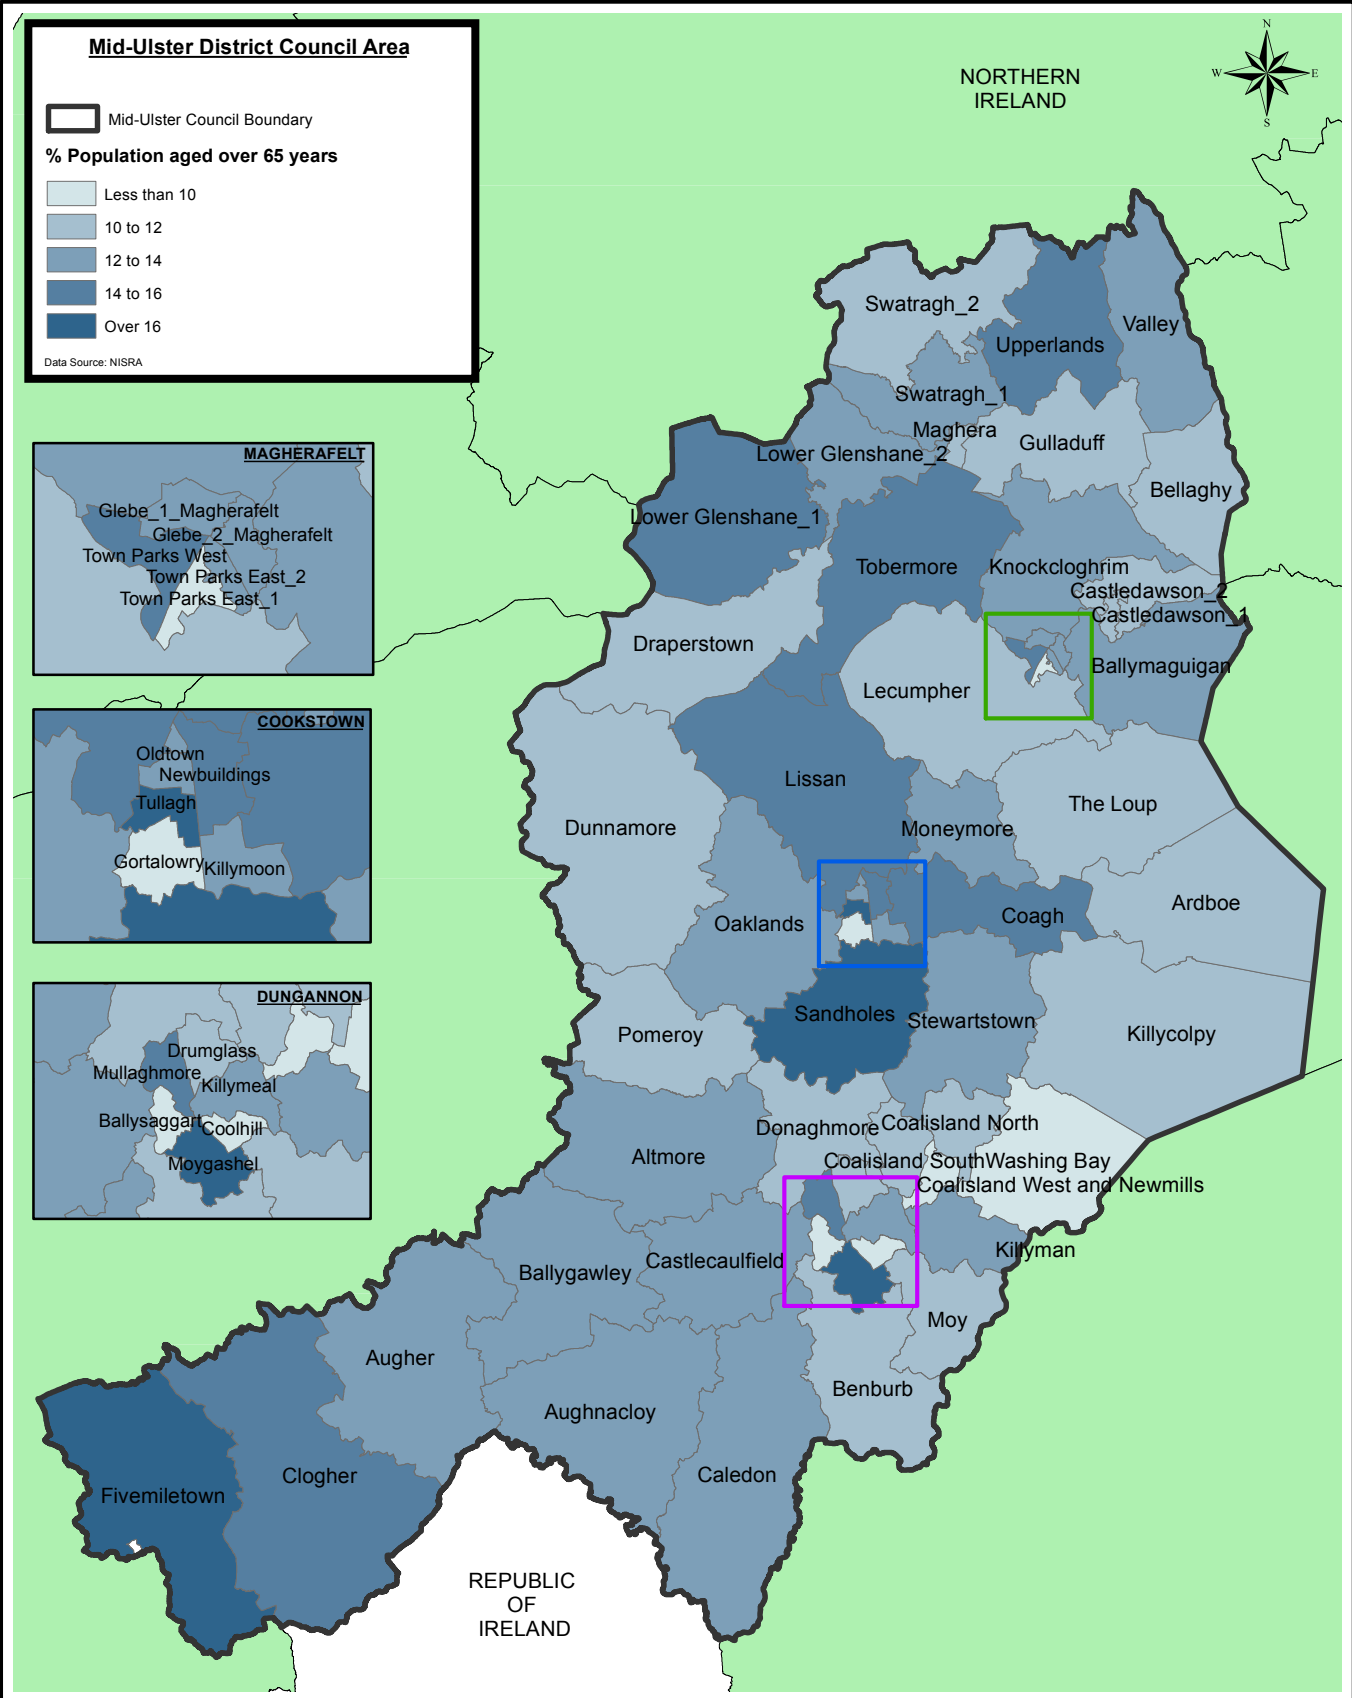 Mid-Ulster District Council Area
Mid-Ulster Council Boundary
% Population aged over 65 years
Less than 10
10 to 12
12 to 14
14 to 16
Over 16
Data Source: NISRA
NORTHERN
IRELAND
N
W
E
S
MAGHERAFELT
Glebe_1_Magherafelt
Glebe_2_Magherafelt
Town Parks West
Town Parks East_2
Town Parks East_1
COOKSTOWN
Oldtown
Newbuildings
Tullagh
Gortalowry
Killymoon
DUNGANNON
Drumglass
Mullaghmore
Killymeal
Ballysaggart
Coolhill
Moygashel
Swatragh_2
Valley
Upperlands
Swatragh_1
Maghera
Gulladuff
Lower Glenshane_2
Bellaghy
Lower Glenshane_1
Tobermore
Knockcloghrim
Castledawson_2
Castledawson_1
Draperstown
Ballymaguigan
Lecumpher
Lissan
The Loup
Dunnamore
Moneymore
Ardboe
Coagh
Oaklands
Sandholes
Stewartstown
Pomeroy
Killycolpy
Donaghmore
Coalisland North
Altmore
Coalisland South
Washing Bay
Coalisland West and Newmills
Killyman
Castlecaulfield
Ballygawley
Moy
Augher
Benburb
Aughnacloy
Caledon
Clogher
Fivemiletown
REPUBLIC
OF
IRELAND